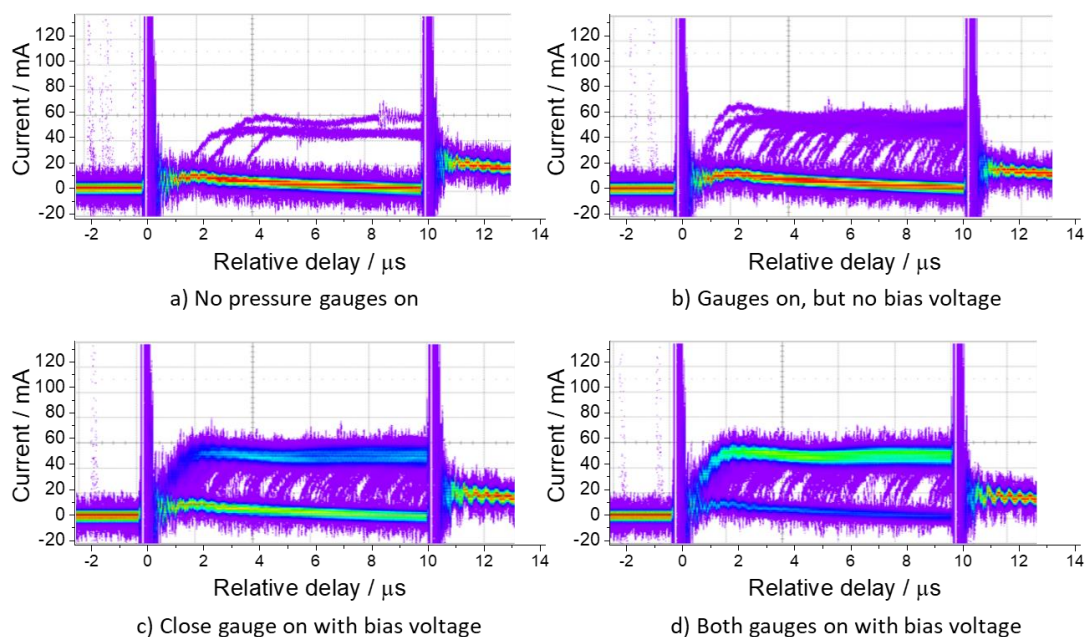 120
100
80
60
40
20
0
-20
Current / mA
-2 0 2 4 6 8 10 12 14
Relative delay / μs
a) No pressure gauges on
120
100
80
60
40
20
0
-20
Current / mA
-2 0 2 4 6 8 10 12 14
Relative delay / μs
b) Gauges on, but no bias voltage
120
100
80
60
40
20
0
-20
Current / mA
-2 0 2 4 6 8 10 12 14
Relative delay / μs
c) Close gauge on with bias voltage
120
100
80
60
40
20
0
-20
Current / mA
-2 0 2 4 6 8 10 12 14
Relative delay / μs
d) Both gauges on with bias voltage